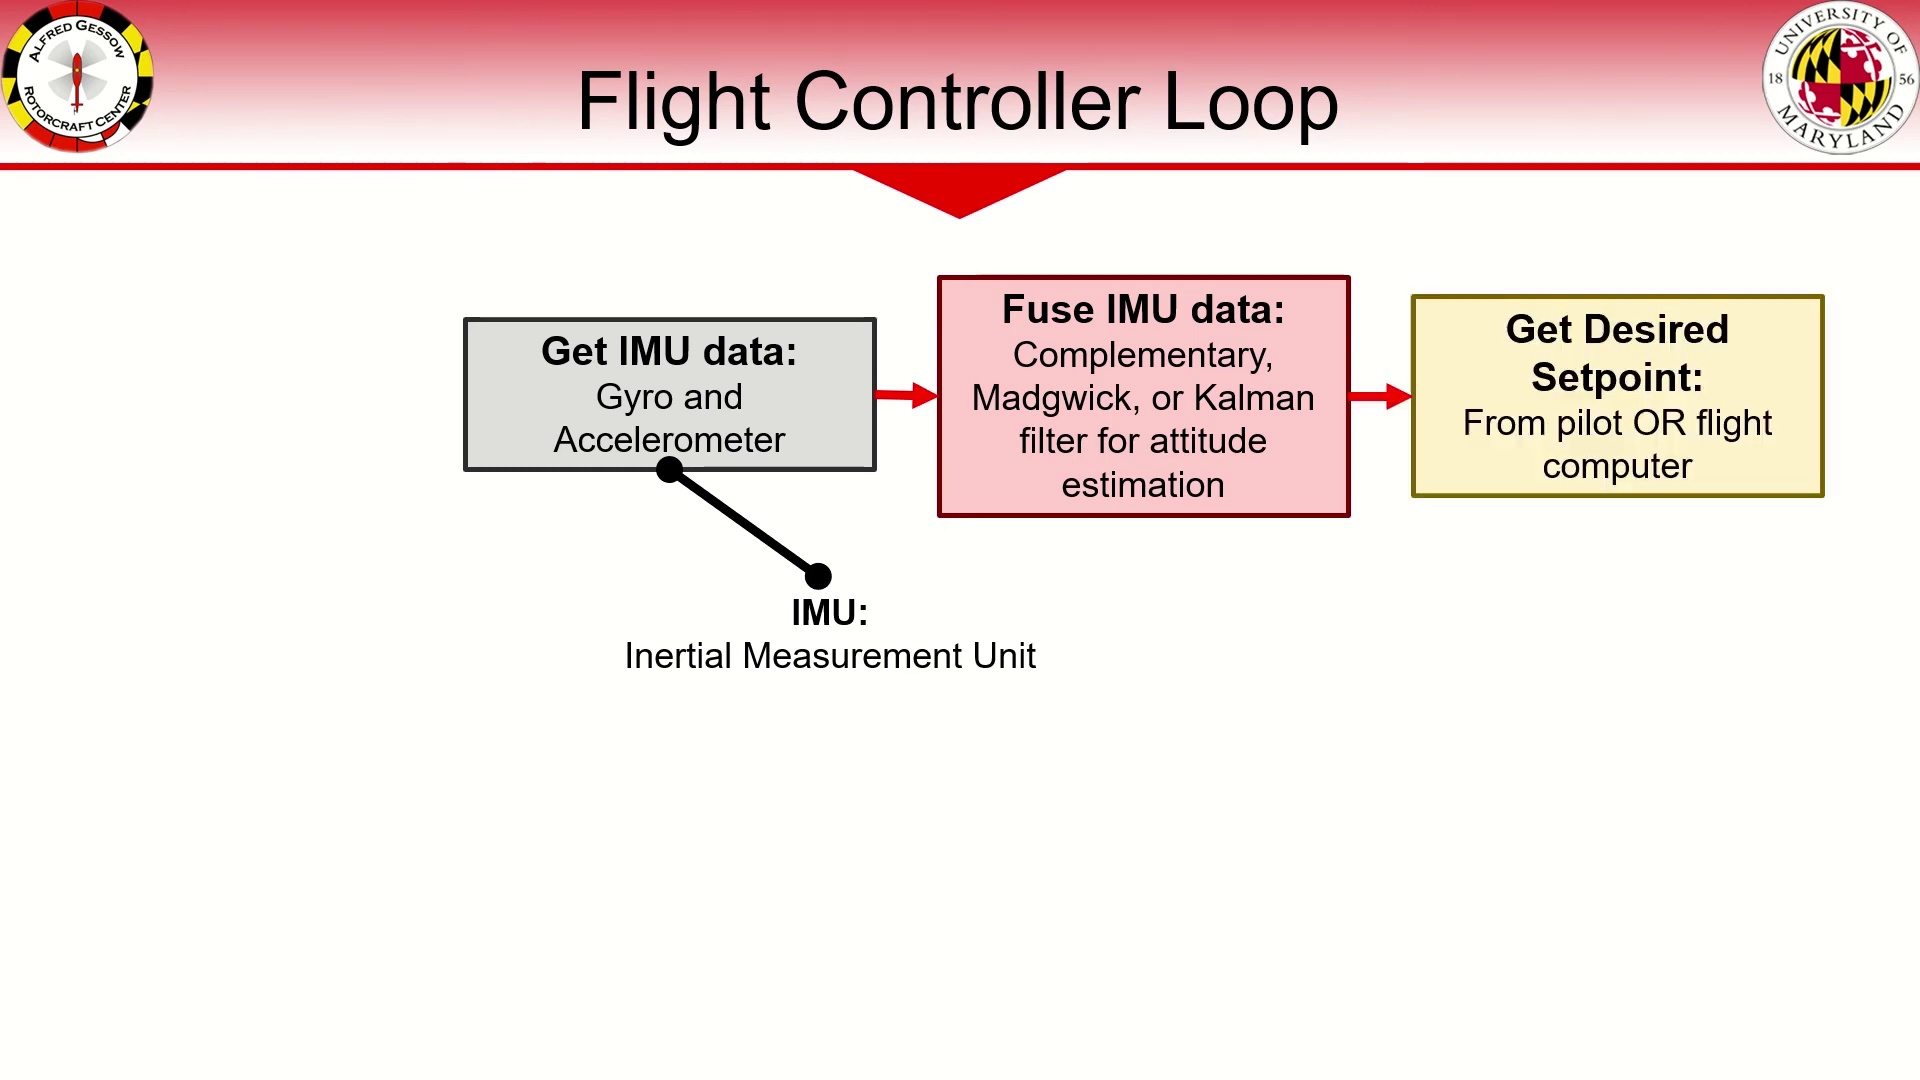 ALFRED GESSOW
ROTORCRAFT CENTER
UNIVERSITY OF
18 56
MARYLAND
Flight Controller Loop
Get IMU data:
Gyro and
Accelerometer
Fuse IMU data:
Complementary,
Madgwick, or Kalman
filter for attitude
estimation
Get Desired
Setpoint:
From pilot OR flight
computer
IMU:
Inertial Measurement Unit